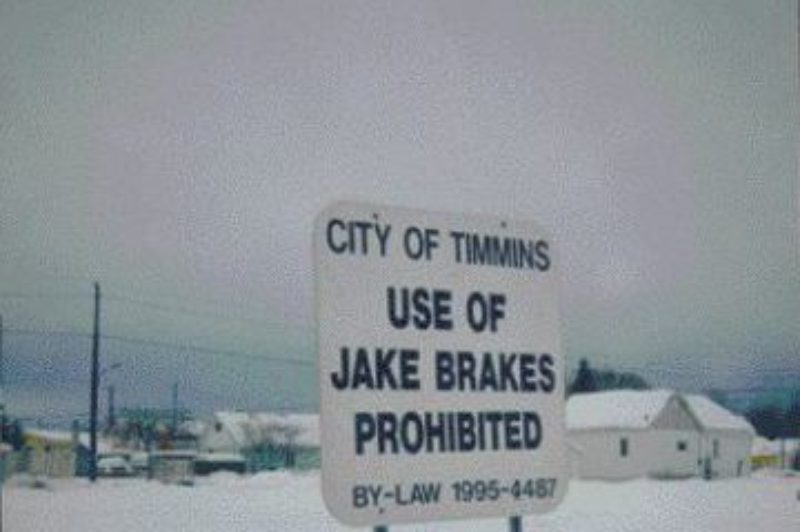 CITY OF TIMMINS
USE OF
JAKE BRAKES
PROHIBITED
BY-LAW 1995-4487